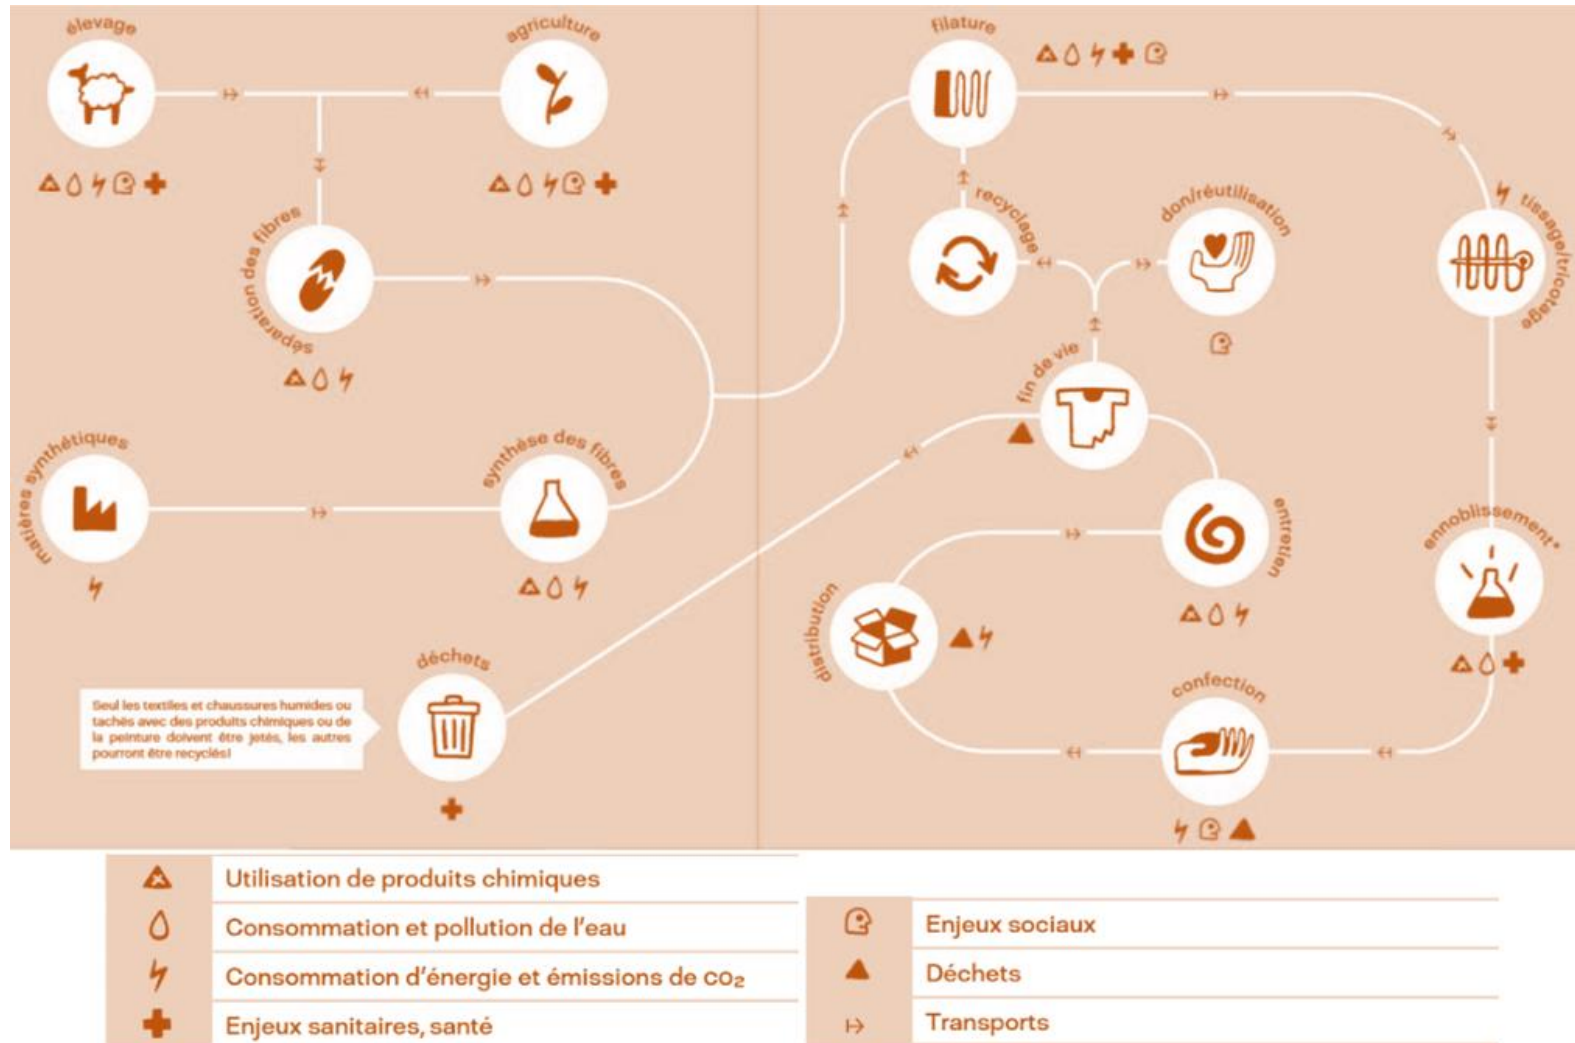 élevage
agriculture
filature
séparation des fibres
recyclage
don/réutilisation
tissage/tricotage
fin de vie
matières synthétiques
synthèse des fibres
entretien
ennoblissement*
distribution
déchets
confection
Seul les textiles et chaussures humides ou
tachés avec des produits chimiques ou de
la peinture doivent être jetés, les autres
pourront être recyclés!
Utilisation de produits chimiques
Consommation et pollution de l'eau
Consommation d'énergie et émissions de CO₂
Enjeux sanitaires, santé
Enjeux sociaux
Déchets
Transports